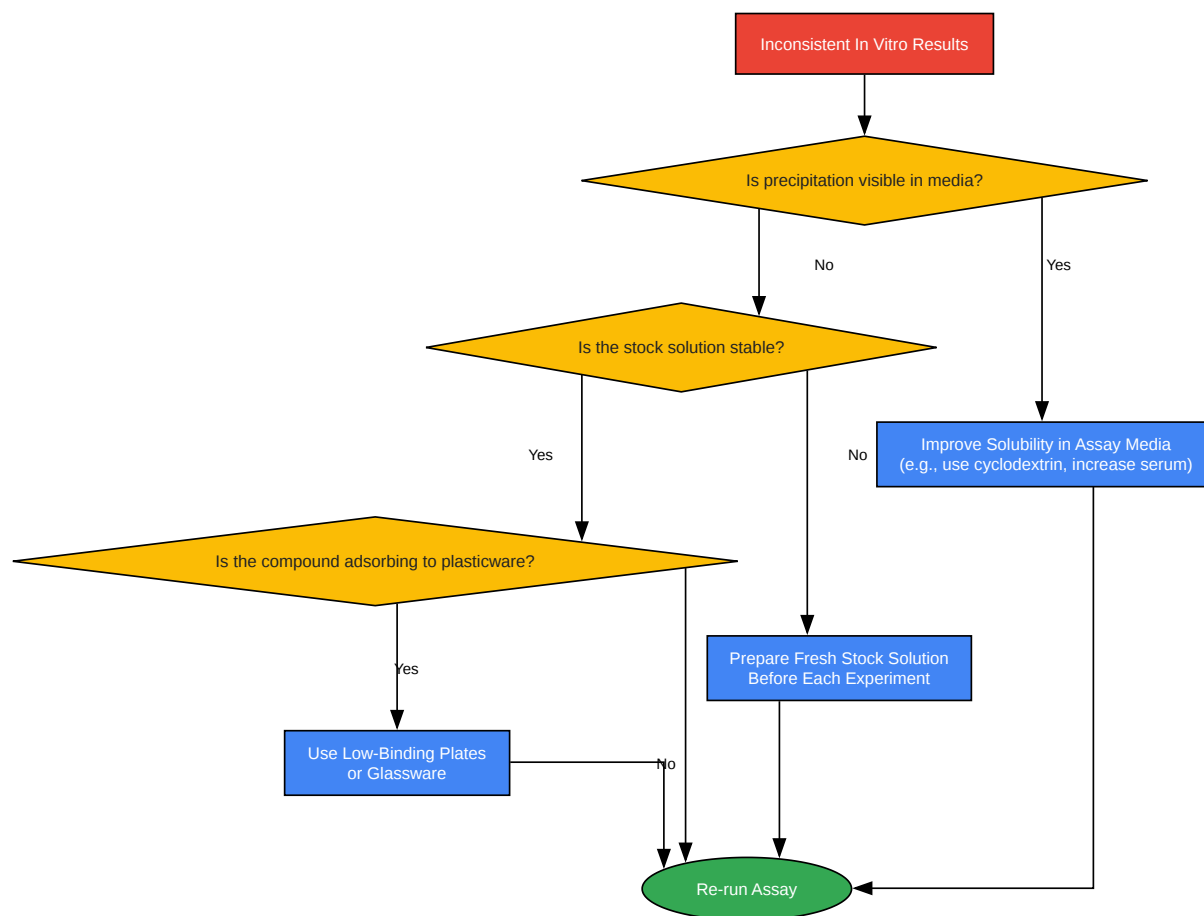 Inconsistent In Vitro Results
Is precipitation visible in media?
No
Yes
Is the stock solution stable?
Yes
No
Improve Solubility in Assay Media
(e.g., use cyclodextrin, increase serum)
Is the compound adsorbing to plasticware?
Yes
Prepare Fresh Stock Solution
Before Each Experiment
Use Low-Binding Plates
or Glassware
No
Re-run Assay